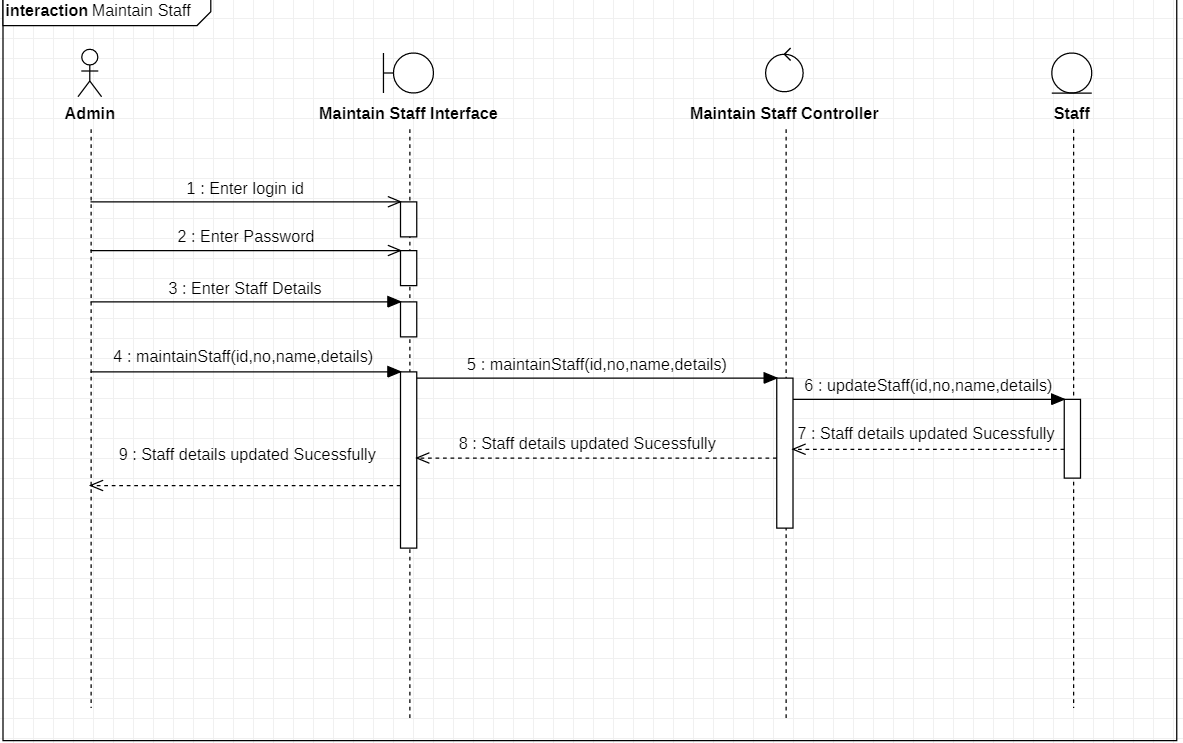 interaction Maintain Staff
Admin
Maintain Staff Interface
Maintain Staff Controller
Staff
1 : Enter login id
2 : Enter Password
3 : Enter Staff Details
4 : maintainStaff(id,no,name,details)
5 : maintainStaff(id,no,name,details)
6 : updateStaff(id,no,name,details)
7 : Staff details updated Sucessfully
8 : Staff details updated Sucessfully
9 : Staff details updated Sucessfully